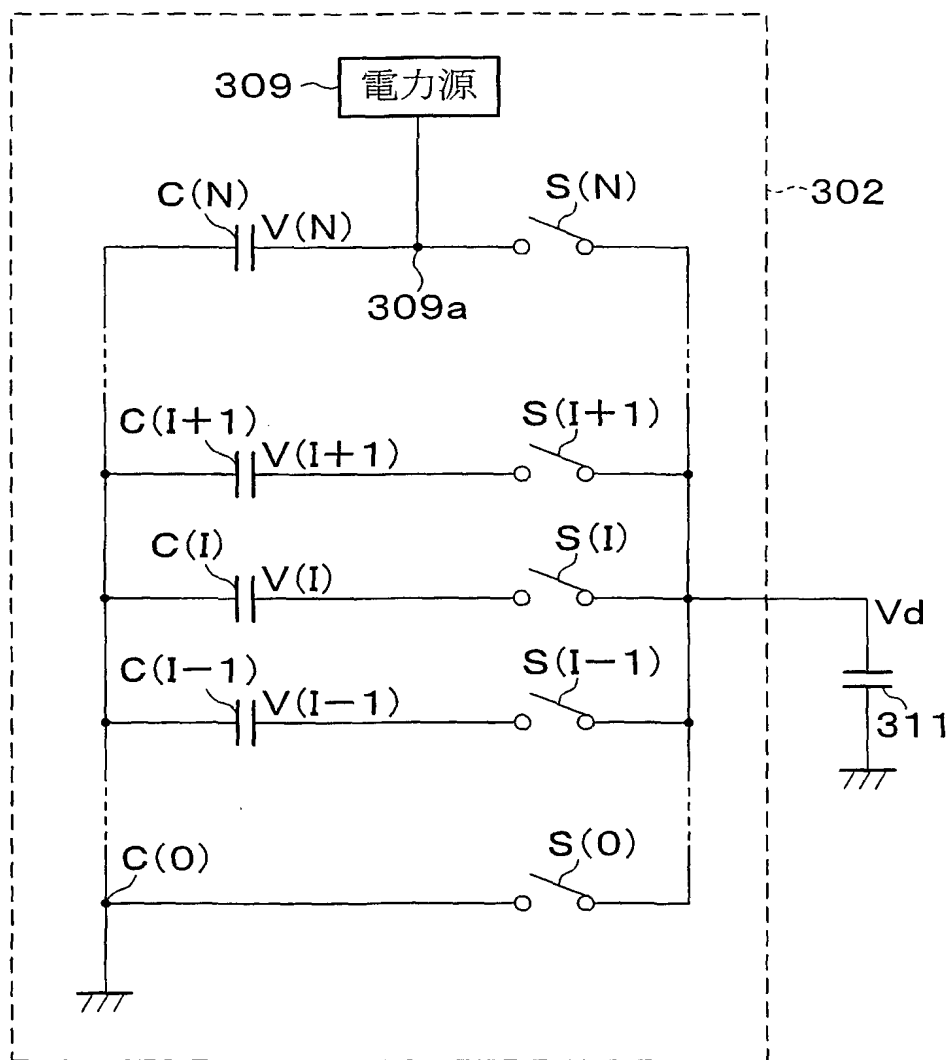 309 電力源
C(N) V(N) S(N) 302
309a
C(I+1) V(I+1) S(I+1)
C(I) V(I) S(I)
Vd
C(I−1) V(I−1) S(I−1)
311
C(0) S(0)